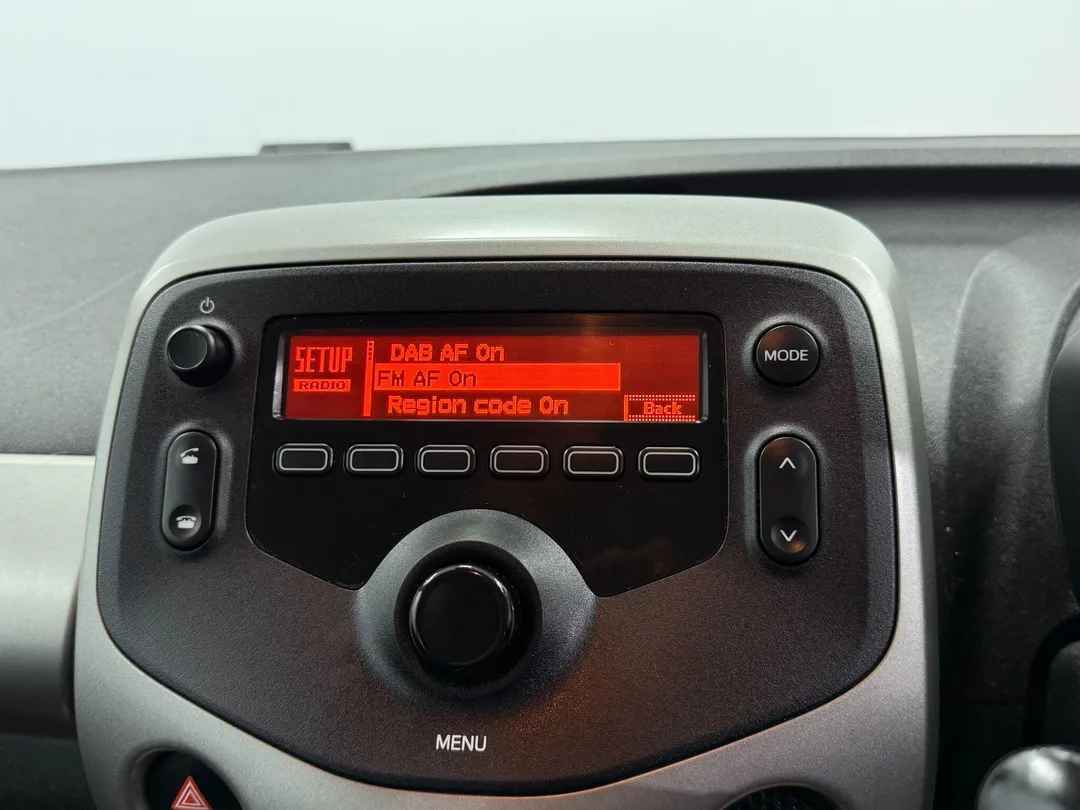 SETUP
RADIO
DAB AF On
FM AF On
Region code On
Back
MODE
MENU